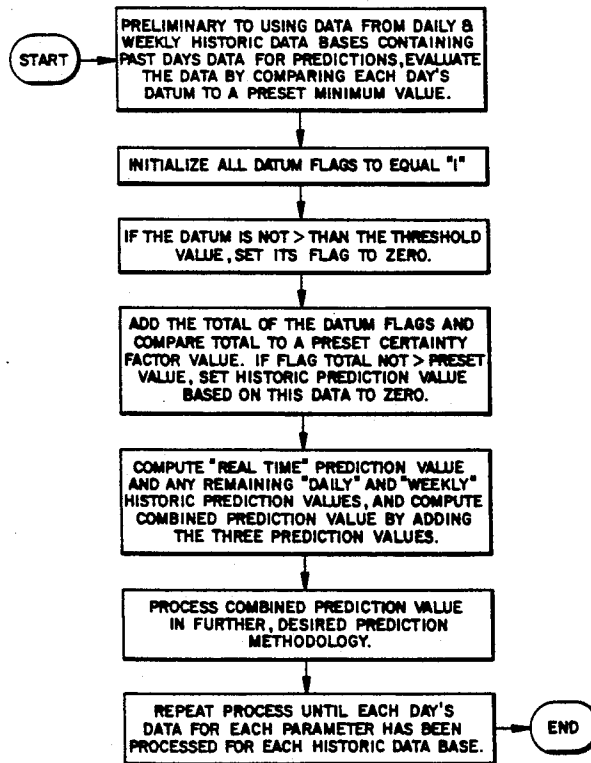 START
PRELIMINARY TO USING DATA FROM DAILY &
WEEKLY HISTORIC DATA BASES CONTAINING
PAST DAYS DATA FOR PREDICTIONS, EVALUATE
THE DATA BY COMPARING EACH DAY'S
DATUM TO A PRESET MINIMUM VALUE.
INITIALIZE ALL DATUM FLAGS TO EQUAL "1"
IF THE DATUM IS NOT > THAN THE THRESHOLD
VALUE, SET ITS FLAG TO ZERO.
ADD THE TOTAL OF THE DATUM FLAGS AND
COMPARE TOTAL TO A PRESET CERTAINTY
FACTOR VALUE. IF FLAG TOTAL NOT > PRESET
VALUE, SET HISTORIC PREDICTION VALUE
BASED ON THIS DATA TO ZERO.
COMPUTE "REAL TIME" PREDICTION VALUE
AND ANY REMAINING "DAILY" AND "WEEKLY"
HISTORIC PREDICTION VALUES, AND COMPUTE
COMBINED PREDICTION VALUE BY ADDING
THE THREE PREDICTION VALUES.
PROCESS COMBINED PREDICTION VALUE
IN FURTHER, DESIRED PREDICTION
METHODOLOGY.
REPEAT PROCESS UNTIL EACH DAY'S
DATA FOR EACH PARAMETER HAS BEEN
PROCESSED FOR EACH HISTORIC DATA BASE.
END